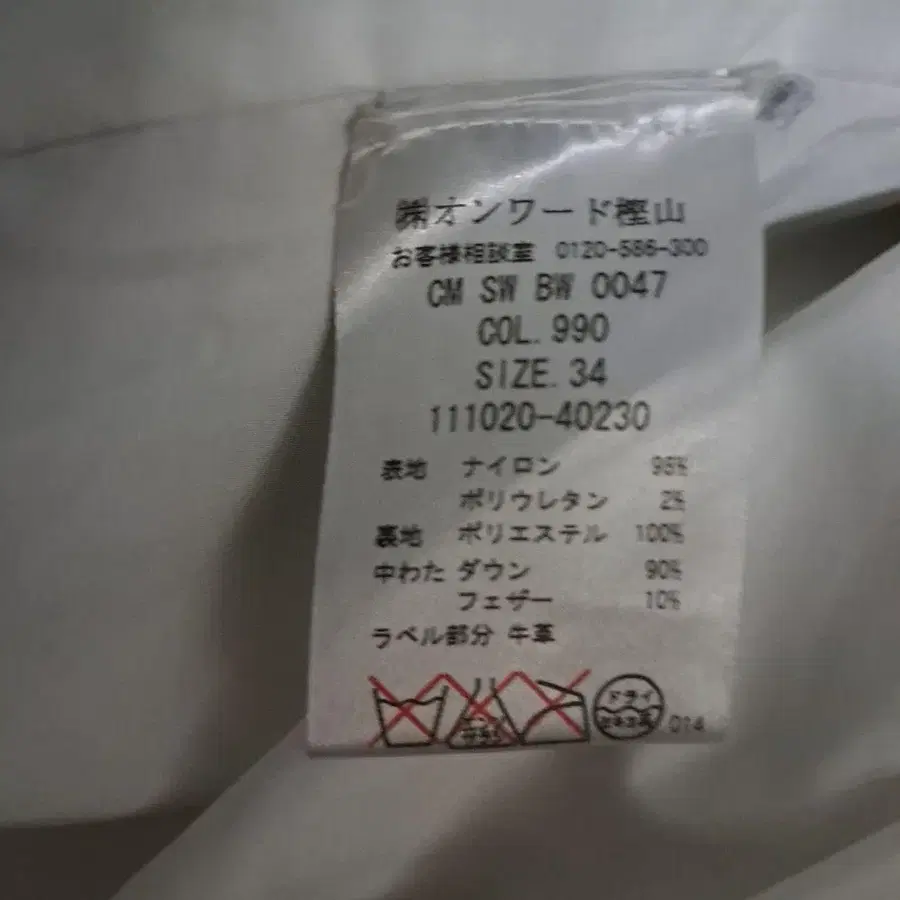 ㈱オンワード樫山
お客様相談室 0120-586-300
CM SW BW 0047
COL. 990
SIZE. 34
111020-40230
表地 ナイロン 98%
ポリウレタン 2%
裏地 ポリエステル 100%
中わた ダウン 90%
フェザー 10%
ラベル部分 牛革
ドライ
014